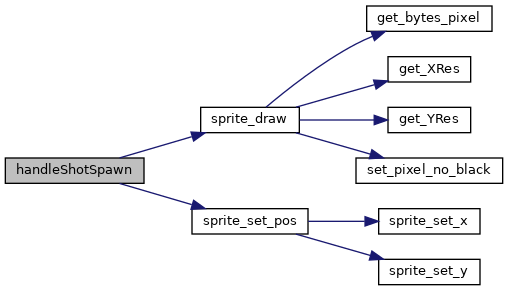 handleShotSpawn
sprite_draw
get_bytes_pixel
get_XRes
get_YRes
set_pixel_no_black
sprite_set_pos
sprite_set_x
sprite_set_y